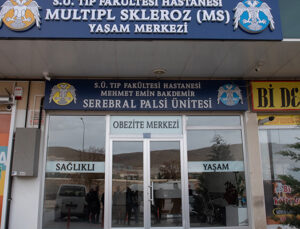 S.Ü. TIP FAKÜLTESİ HASTANESİ
MULTIPL SKLEROZ (MS)
YAŞAM MERKEZİ
S.Ü. TIP FAKÜLTESİ HASTANESİ
MEHMET EMİN BAKDEMİR
SEREBRAL PALSİ ÜNİTESİ
Bİ DE
OBEZİTE MERKEZİ
SAĞLIKLI
YAŞAM